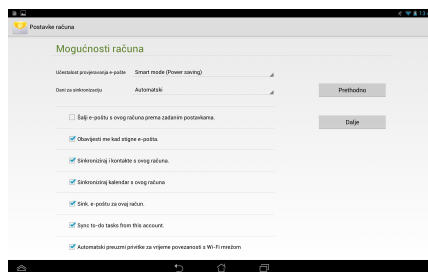 Postavke računa
Mogućnosti računa
Učestalost provjeravanja e-pošte Smart mode (Power saving)
Dani za sinkronizaciju Automatski
Prethodno
Šalji e-poštu s ovog računa prema zadanim postavkama.
Dalje
Obavijesti me kad stigne e-pošta.
Sinkroniziraj i kontakte s ovog računa.
Sinkroniziraj kalendar s ovog računa
Sink. e-poštu za ovaj račun.
Sync to-do tasks from this account.
Automatski preuzmi privitke za vrijeme povezanosti s Wi-Fi mrežom